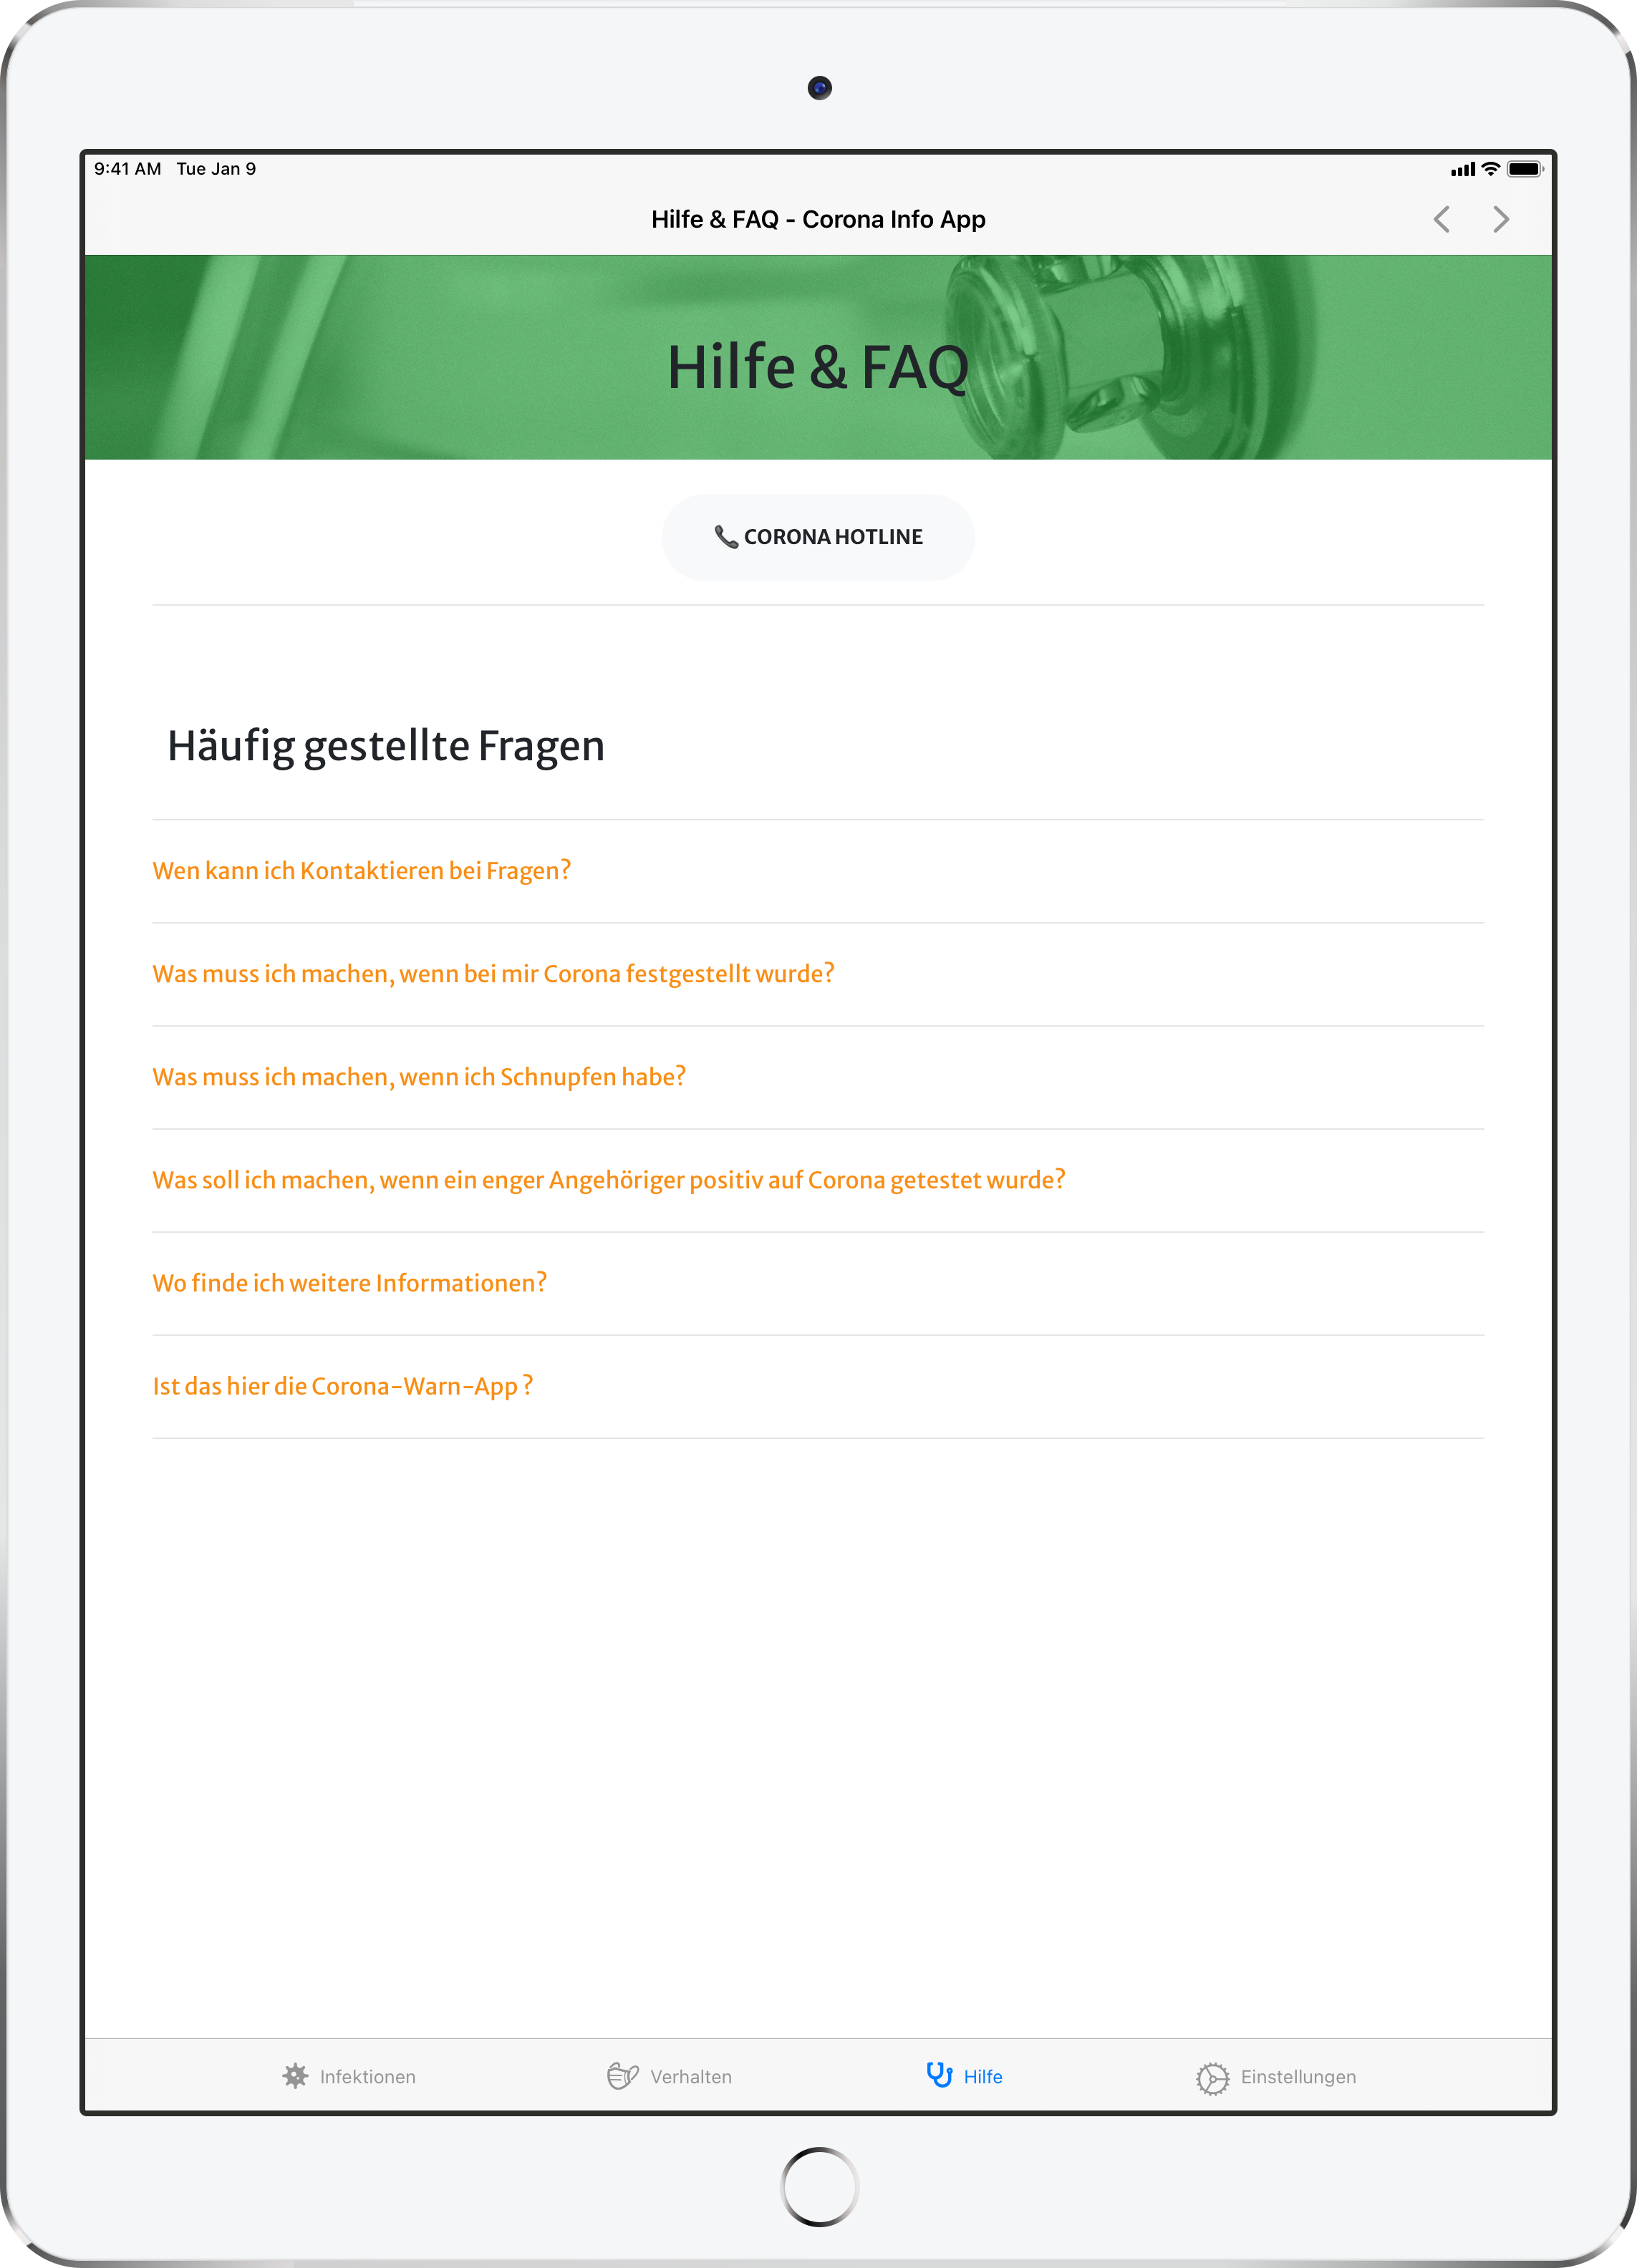 9:41 AM Tue Jan 9
Hilfe & FAQ - Corona Info App
Hilfe & FAQ
CORONA HOTLINE
Häufig gestellte Fragen
Wen kann ich Kontaktieren bei Fragen?
Was muss ich machen, wenn bei mir Corona festgestellt wurde?
Was muss ich machen, wenn ich Schnupfen habe?
Was soll ich machen, wenn ein enger Angehöriger positiv auf Corona getestet wurde?
Wo finde ich weitere Informationen?
Ist das hier die Corona-Warn-App ?
Infektionen Verhalten Hilfe Einstellungen